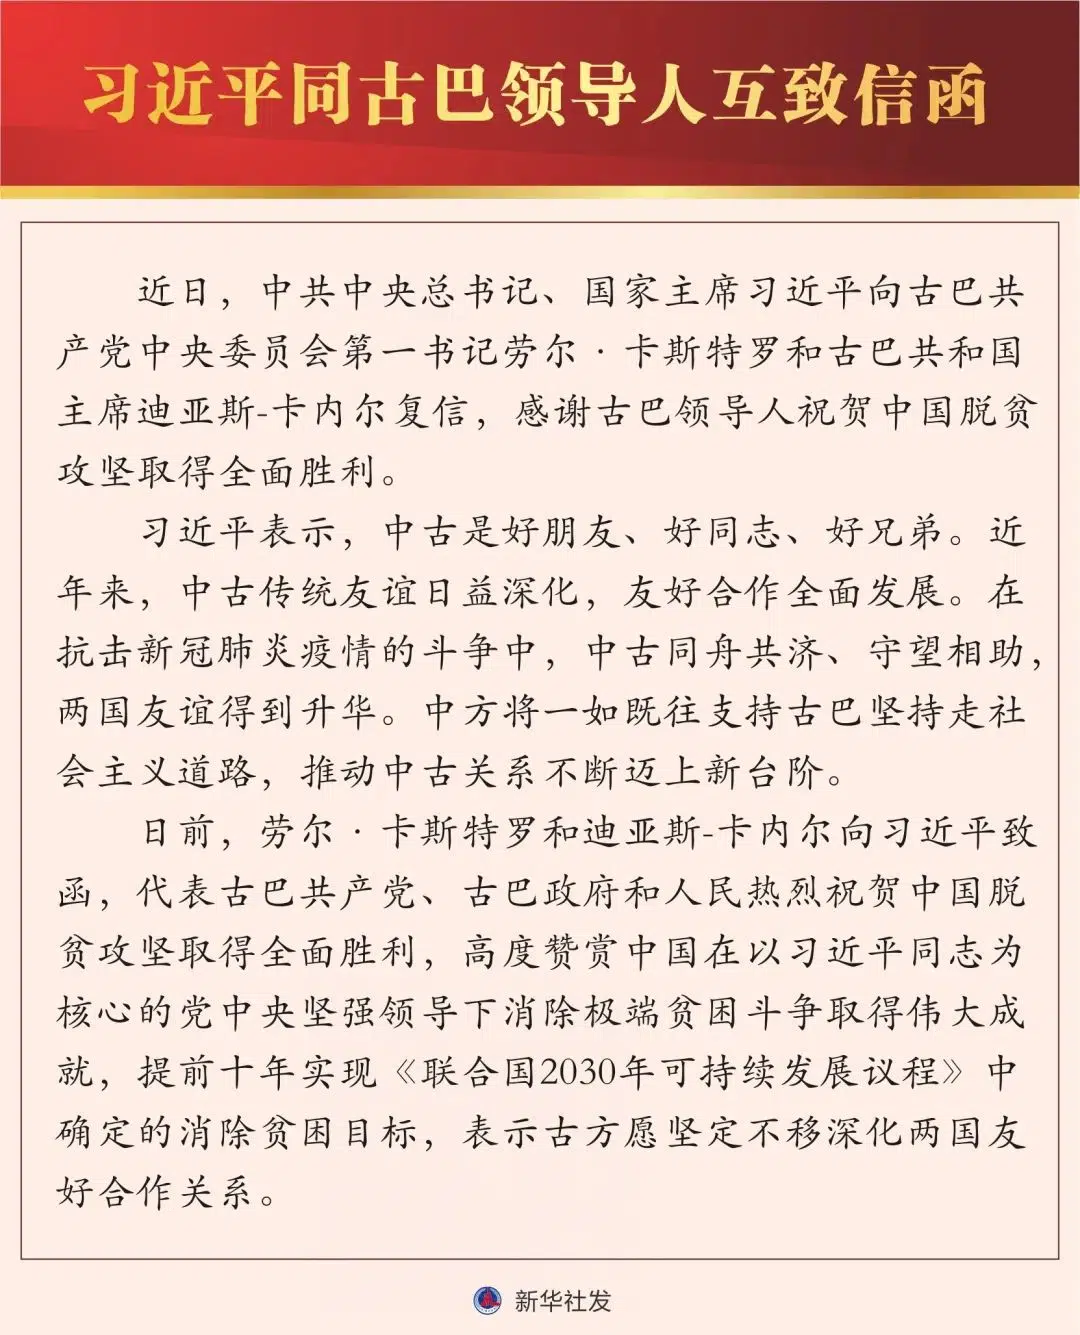 习近平同古巴领导人互致信函
近日，中共中央总书记、国家主席习近平向古巴共
产党中央委员会第一书记劳尔·卡斯特罗和古巴共和国
主席迪亚斯-卡内尔复信，感谢古巴领导人祝贺中国脱贫
攻坚取得全面胜利。
习近平表示，中古是好朋友、好同志、好兄弟。近
年来，中古传统友谊日益深化，友好合作全面发展。在
抗击新冠肺炎疫情的斗争中，中古同舟共济、守望相助，
两国友谊得到升华。中方将一如既往支持古巴坚持走社
会主义道路，推动中古关系不断迈上新台阶。
日前，劳尔·卡斯特罗和迪亚斯-卡内尔向习近平致
函，代表古巴共产党、古巴政府和人民热烈祝贺中国脱
贫攻坚取得全面胜利，高度赞赏中国在以习近平同志为
核心的党中央坚强领导下消除极端贫困斗争取得伟大成
就，提前十年实现《联合国2030年可持续发展议程》中
确定的消除贫困目标，表示古方愿坚定不移深化两国友
好合作关系。
新华社发